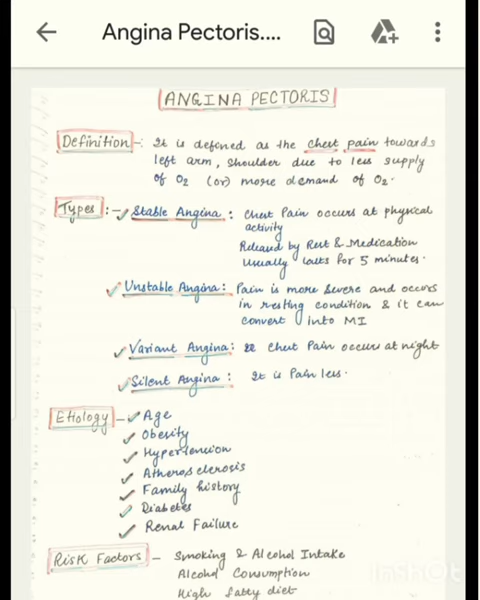 Angina Pectoris....
ANGINA PECTORIS
Definition -: It is defened as the chest pain towards
left arm, shoulder due to less supply
of O2 (or) more demand of O2.
Types :- Stable Angina : Chest Pain occurs at physical
activity
Releaved by Rest & Medication
Usually lasts for 5 minutes.
Unstable Angina : Pain is more severe and occurs
in resting condition & it can
convert into MI
Variant Angina : Chest Pain occurs at night
Silent Angina : It is Pain less.
Etiology - Age
Obesity
Hypertension
Atherosclerosis
Family history
Diabetes
Renal Failure
Risk Factors - Smoking & Alcohol Intake
Alcohol Consumption
High fatty diet
InShot